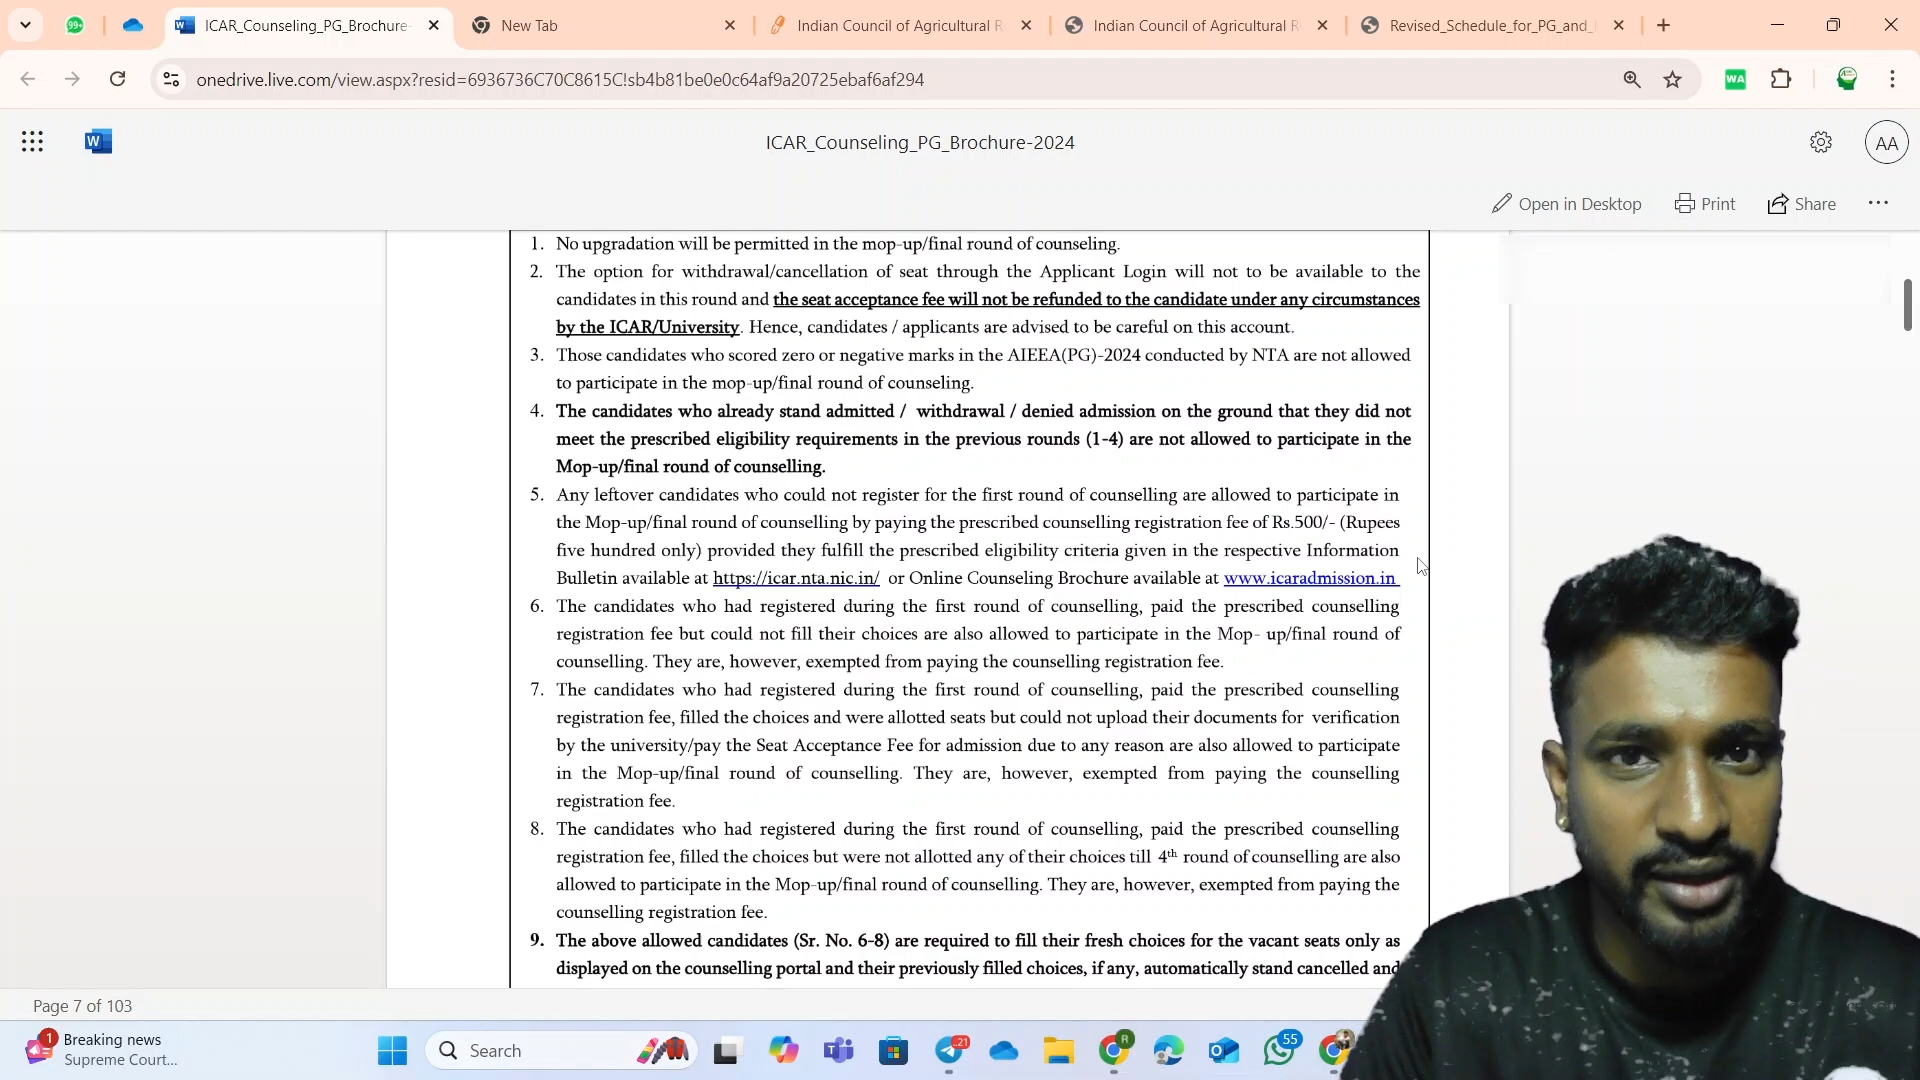 99+
ICAR_Counseling_PG_Brochure-
New Tab
Indian Council of Agricultural R
Indian Council of Agricultural R
Revised_Schedule_for_PG_and_
onedrive.live.com/view.aspx?resid=6936736C70C8615C!sb4b81be0e0c64af9a20725ebaf6af294
WA
W
ICAR_Counseling_PG_Brochure-2024
AA
Open in Desktop
Print
Share
1. No upgradation will be permitted in the mop-up/final round of counseling.
2. The option for withdrawal/cancellation of seat through the Applicant Login will not to be available to the
candidates in this round and the seat acceptance fee will not be refunded to the candidate under any circumstances
by the ICAR/University. Hence, candidates / applicants are advised to be careful on this account.
3. Those candidates who scored zero or negative marks in the AIEEA(PG)-2024 conducted by NTA are not allowed
to participate in the mop-up/final round of counseling.
4. The candidates who already stand admitted / withdrawal / denied admission on the ground that they did not
meet the prescribed eligibility requirements in the previous rounds (1-4) are not allowed to participate in the
Mop-up/final round of counselling.
5. Any leftover candidates who could not register for the first round of counselling are allowed to participate in
the Mop-up/final round of counselling by paying the prescribed counselling registration fee of Rs.500/- (Rupees
five hundred only) provided they fulfill the prescribed eligibility criteria given in the respective Information
Bulletin available at https://icar.nta.nic.in/ or Online Counseling Brochure available at www.icaradmission.in
6. The candidates who had registered during the first round of counselling, paid the prescribed counselling
registration fee but could not fill their choices are also allowed to participate in the Mop- up/final round of
counselling. They are, however, exempted from paying the counselling registration fee.
7. The candidates who had registered during the first round of counselling, paid the prescribed counselling
registration fee, filled the choices and were allotted seats but could not upload their documents for verification
by the university/pay the Seat Acceptance Fee for admission due to any reason are also allowed to participate
in the Mop-up/final round of counselling. They are, however, exempted from paying the counselling
registration fee.
8. The candidates who had registered during the first round of counselling, paid the prescribed counselling
registration fee, filled the choices but were not allotted any of their choices till 4th round of counselling are also
allowed to participate in the Mop-up/final round of counselling. They are, however, exempted from paying the
counselling registration fee.
9. The above allowed candidates (Sr. No. 6-8) are required to fill their fresh choices for the vacant seats only as
displayed on the counselling portal and their previously filled choices, if any, automatically stand cancelled and
Page 7 of 103
1
Breaking news
Supreme Court...
Search
..21
R
55